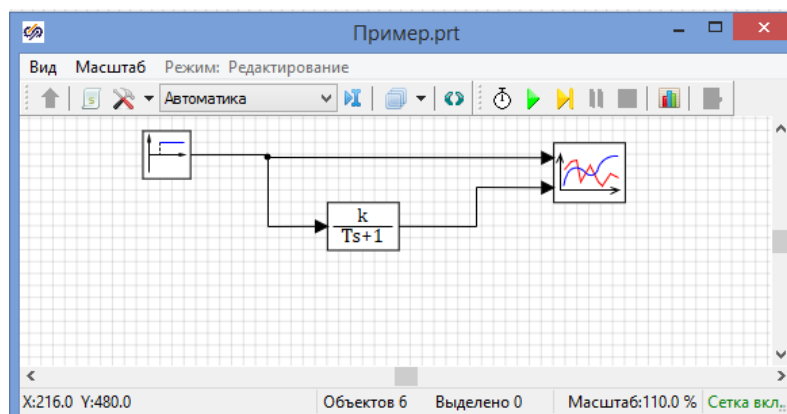 Пример.prt
Вид Масштаб Режим: Редактирование
Автоматика
k
Ts+1
X:216.0 Y:480.0 Объектов 6 Выделено 0 Масштаб:110.0 % Сетка вкл..